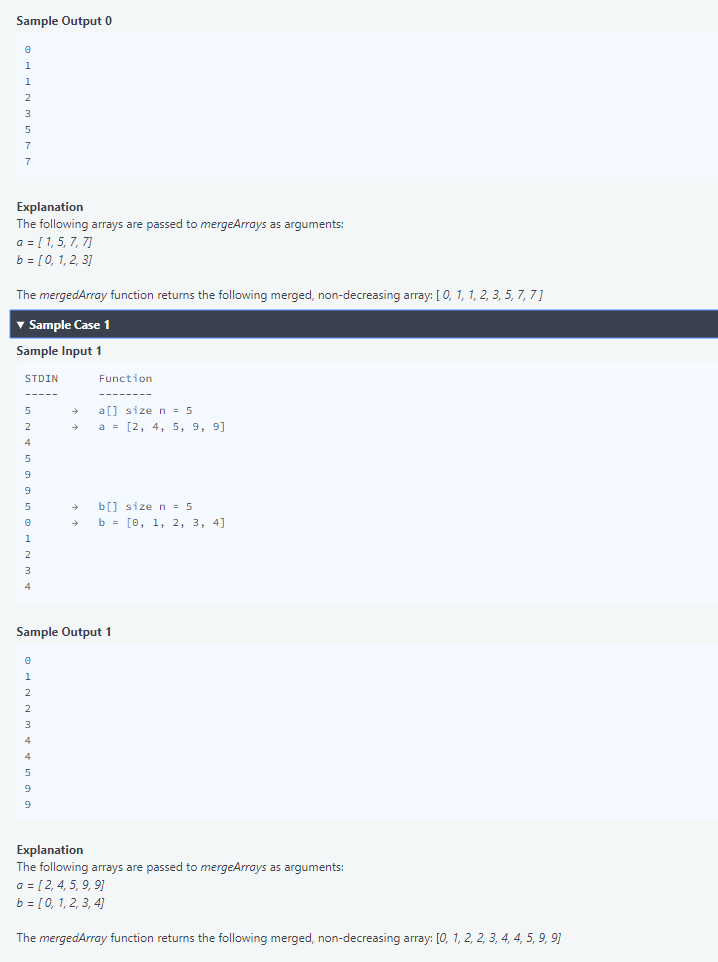 Sample Output 0
0
1
1
2
3
5
7
7
Explanation
The following arrays are passed to mergeArrays as arguments:
a = [ 1, 5, 7, 7]
b = [ 0, 1, 2, 3]
The mergedArray function returns the following merged, non-decreasing array: [ 0, 1, 1, 2, 3, 5, 7, 7 ]
▼ Sample Case 1
Sample Input 1
STDIN Function
----- --------
5 → a[] size n = 5
2 → a = [2, 4, 5, 9, 9]
4
5
9
9
5 → b[] size n = 5
0 → b = [0, 1, 2, 3, 4]
1
2
3
4
Sample Output 1
0
1
2
2
3
4
4
5
9
9
Explanation
The following arrays are passed to mergeArrays as arguments:
a = [ 2, 4, 5, 9, 9]
b = [ 0, 1, 2, 3, 4]
The mergedArray function returns the following merged, non-decreasing array: [0, 1, 2, 2, 3, 4, 4, 5, 9, 9]